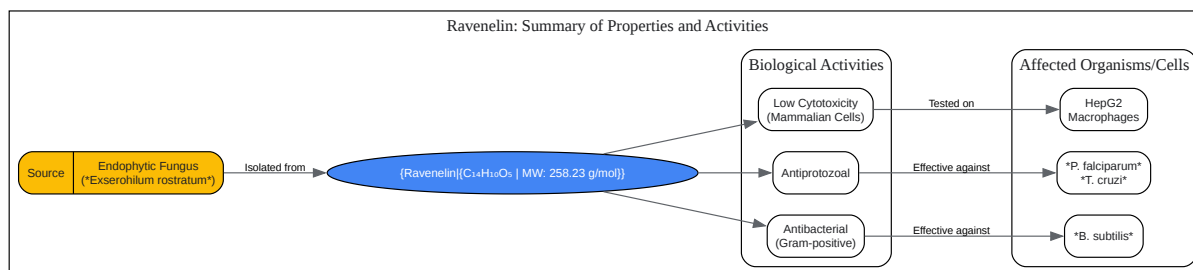 Ravenelin: Summary of Properties and Activities
Biological Activities
Affected Organisms/Cells
Source
Endophytic Fungus
(*Exserohilum rostratum*)
Isolated from
{Ravenelin|{C₁₄H₁₀O₅ | MW: 258.23 g/mol}}
Low Cytotoxicity
(Mammalian Cells)
Tested on
HepG2
Macrophages
Antiprotozoal
Effective against
*P. falciparum*
*T. cruzi*
Antibacterial
(Gram-positive)
Effective against
*B. subtilis*